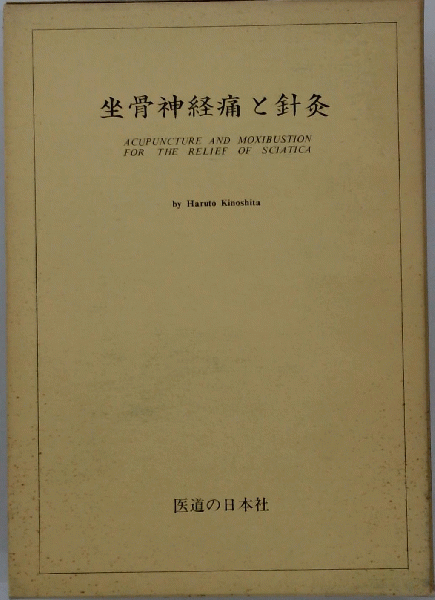 坐骨神経痛と針灸
ACUPUNCTURE AND MOXIBUSTION
FOR THE RELIEF OF SCIATICA
by Haruto Kinoshita
医道の日本社